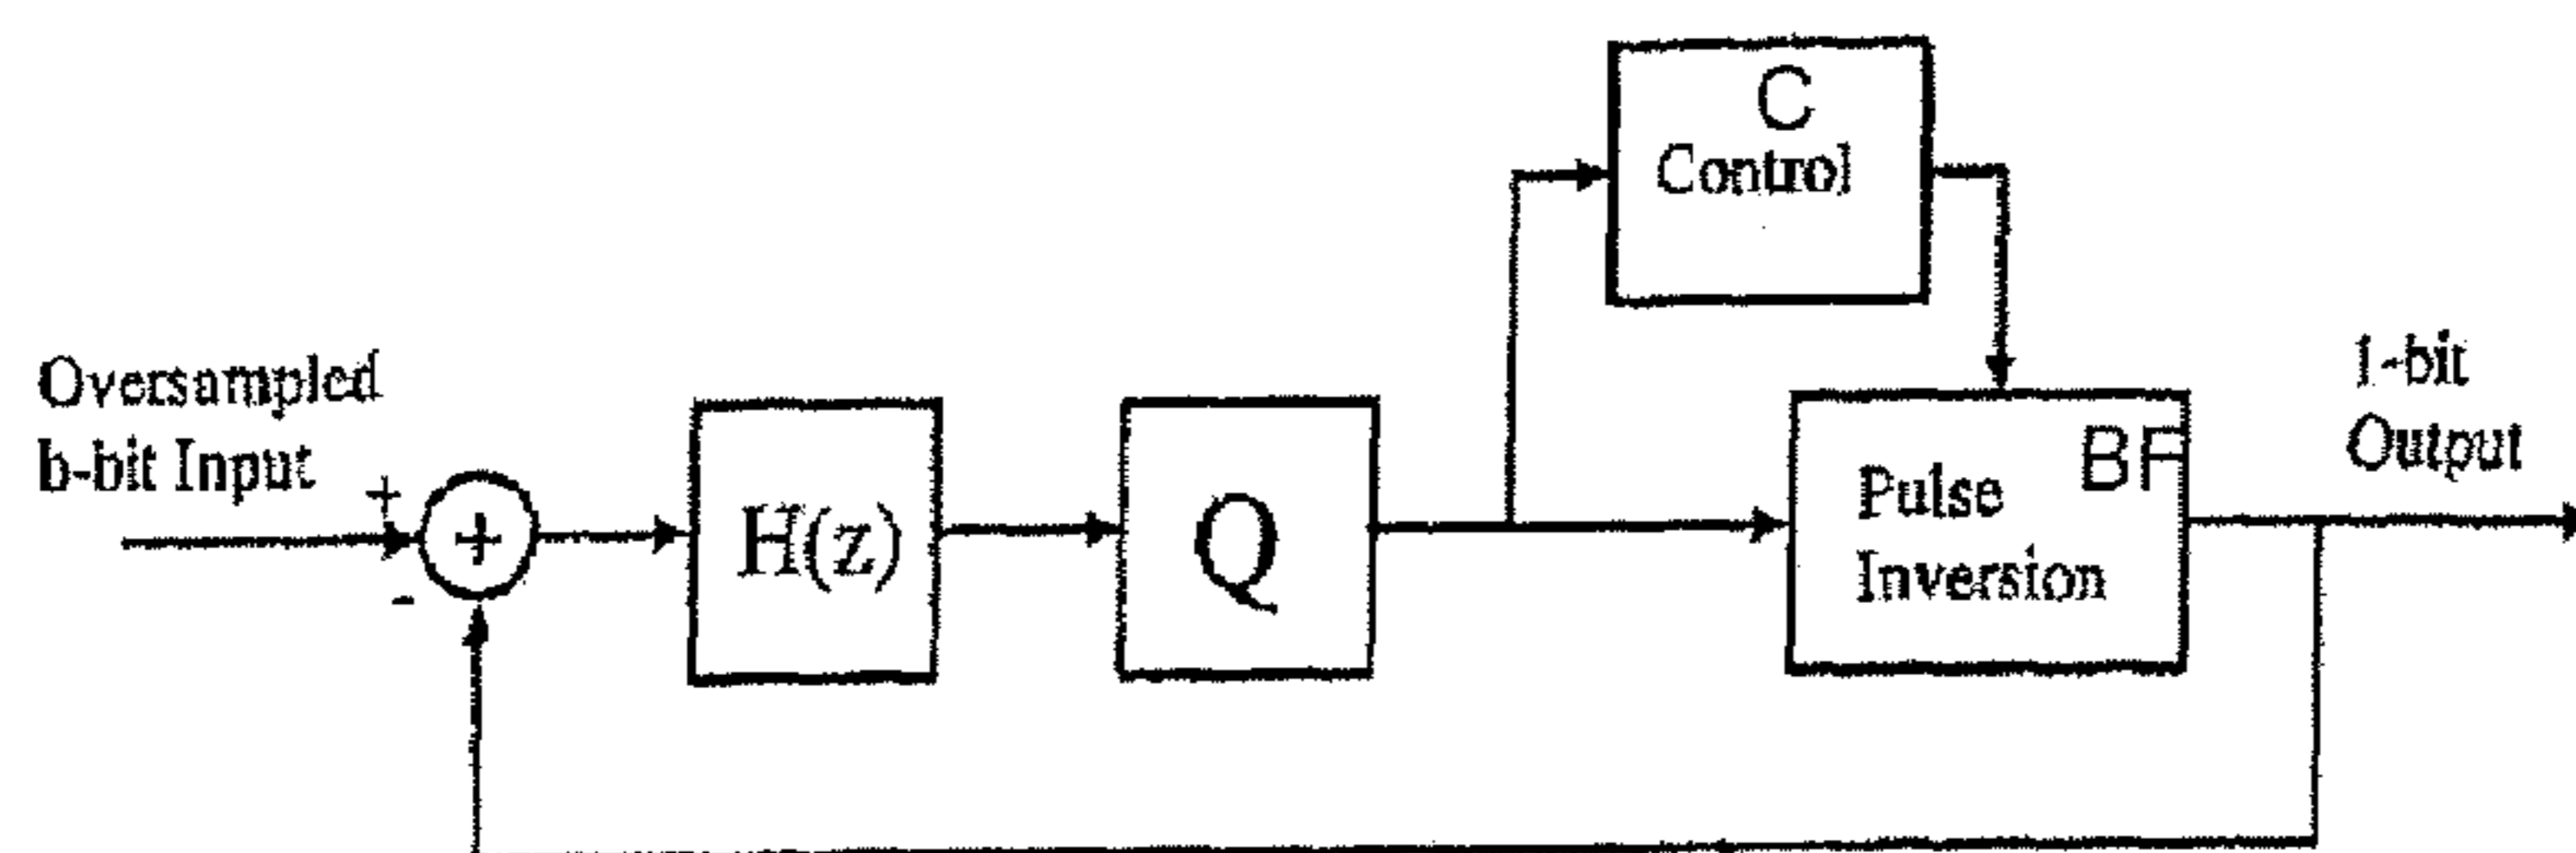 C
Control
Oversampled
b-bit Input
+
+
-
H(z)
Q
Pulse
Inversion
BF
1-bit
Output